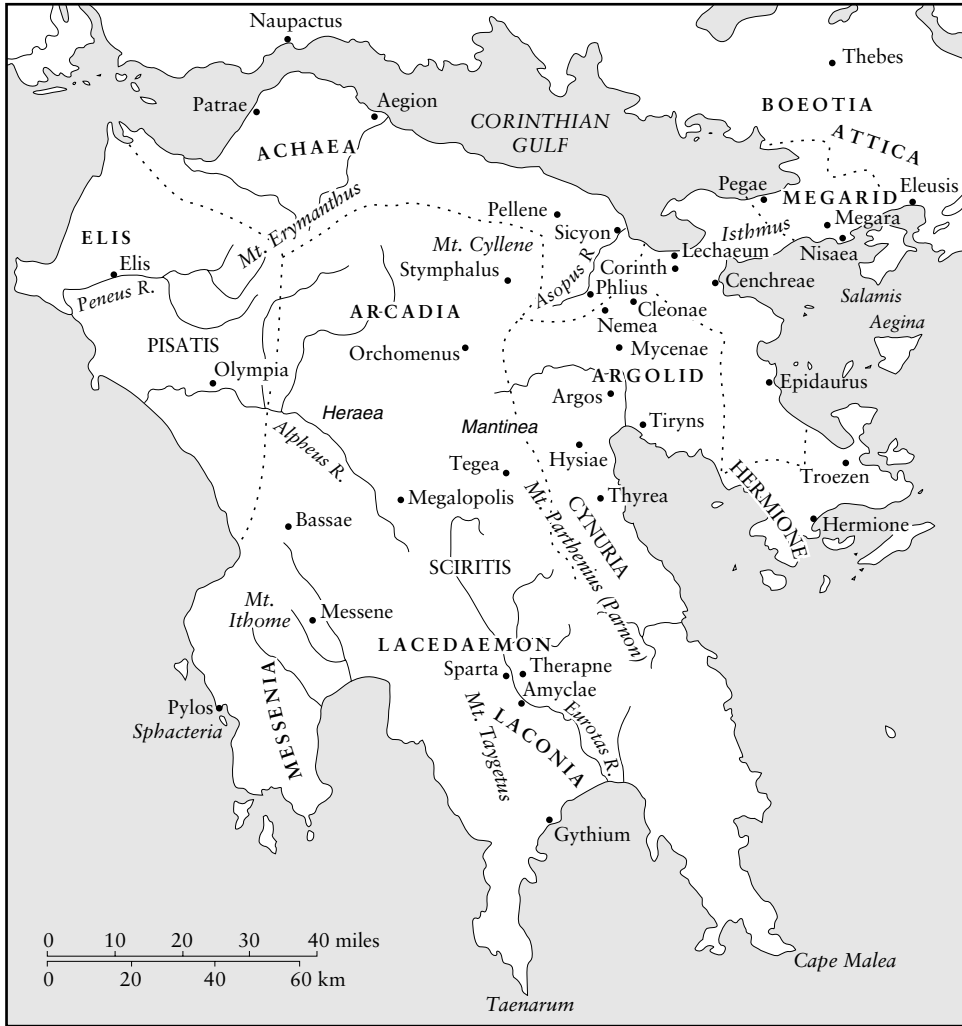 Naupactus
Thebes
Patrae
Aegion
BOEOTIA
CORINTHIAN
GULF
ATTICA
ACHAEA
Pegae
MEGARID
Eleusis
Mt. Erymanthus
Pellene
Isthmus
Megara
ELIS
Mt. Cyllene
Sicyon
Nisaea
Elis
Stymphalus
Asopus R.
Lechaeum
Corinth
Cenchreae
Peneus R.
Phlius
Salamis
ARCADIA
Cleonae
Nemea
Aegina
PISATIS
Orchomenus
Mycenae
Olympia
ARGOLID
Epidaurus
Argos
Heraea
Mantinea
Tiryns
Alpheus R.
Hysiae
Tegea
Troezen
Megalopolis
Mt. Parthenius (Parnon)
Thyrea
HERMIONE
Hermione
Bassae
CYNURIA
SCIRITIS
Mt.
Ithome
Messene
LACEDAEMON
Sparta
Therapne
Amyclae
Pylos
Sphacteria
MESSENIA
Mt. Taygetus
LACONIA
Eurotas R.
Gythium
0 10 20 30 40 miles
0 20 40 60 km
Cape Malea
Taenarum